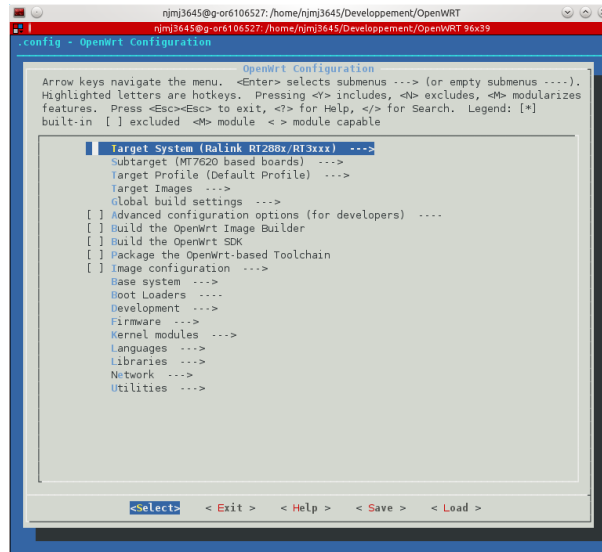 njmj3645@g-or6106527: /home/njmj3645/Developpement/OpenWRT
njmj3645@g-or6106527: /home/njmj3645/Developpement/OpenWRT 96x39
.config - OpenWrt Configuration
OpenWrt Configuration
Arrow keys navigate the menu. <Enter> selects submenus ---> (or empty submenus ----).
Highlighted letters are hotkeys. Pressing <Y> includes, <N> excludes, <M> modularizes
features. Press <Esc><Esc> to exit, <?> for Help, </> for Search. Legend: [*]
built-in [ ] excluded <M> module < > module capable
Target System (Ralink RT288x/RT3xxx) --->
Subtarget (MT7620 based boards) --->
Target Profile (Default Profile) --->
Target Images --->
Global build settings --->
[ ] Advanced configuration options (for developers) ----
[ ] Build the OpenWrt Image Builder
[ ] Build the OpenWrt SDK
[ ] Package the OpenWrt-based Toolchain
[ ] Image configuration --->
Base system --->
Boot Loaders ----
Development --->
Firmware --->
Kernel modules --->
Languages --->
Libraries --->
Network --->
Utilities --->
<Select> < Exit > < Help > < Save > < Load >